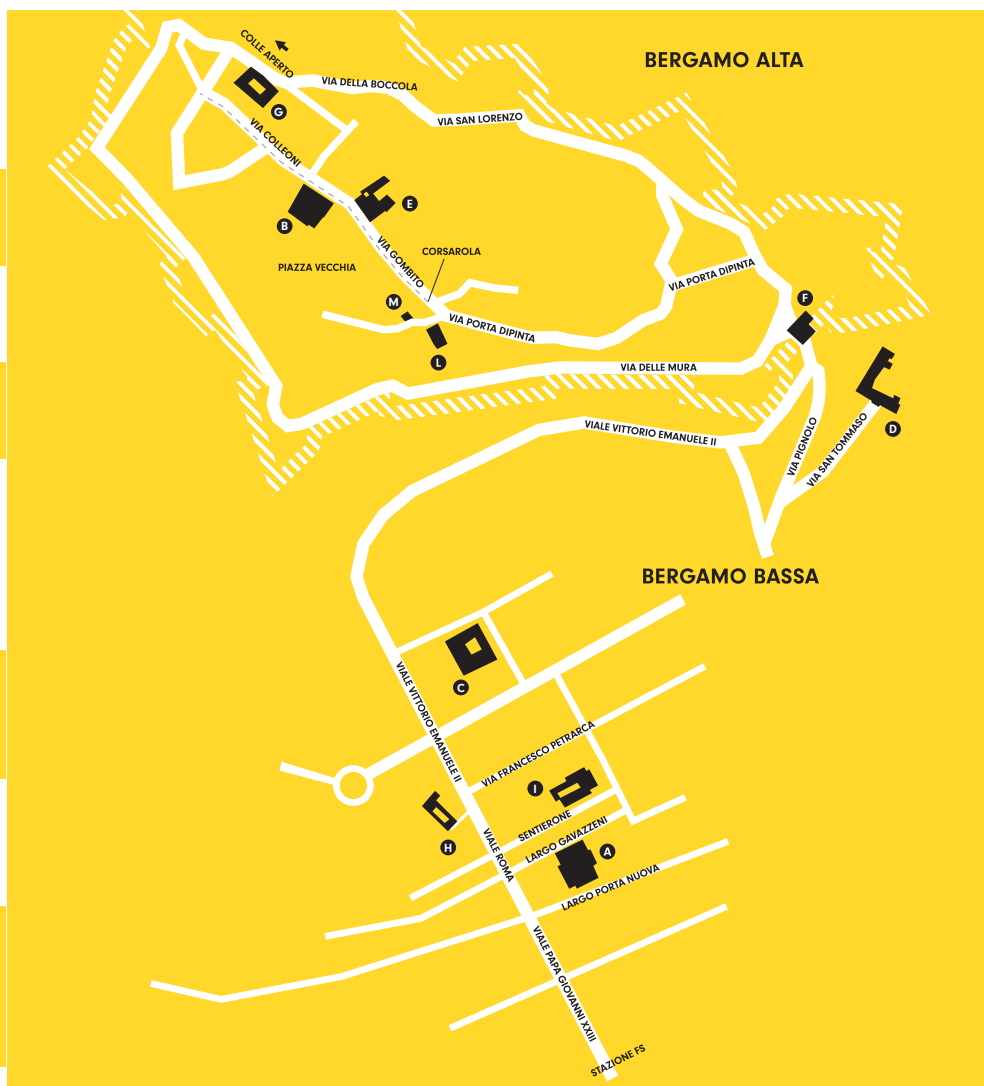 COLLE APERTO
BERGAMO ALTA
VIA DELLA BOCCOLA
G
VIA SAN LORENZO
VIA COLLEONI
E
B
VIA GOMBITO
CORSAROLA
PIAZZA VECCHIA
VIA PORTA DIPINTA
M
F
VIA PORTA DIPINTA
L
VIA DELLE MURA
D
VIALE VITTORIO EMANUELE II
VIA PIGNOLO
VIA SAN TOMMASO
BERGAMO BASSA
C
VIALE VITTORIO EMANUELE II
VIA FRANCESCO PETRARCA
I
SENTIERONE
LARGO GAVAZZENI
H
VIALE ROMA
A
LARGO PORTA NUOVA
VIALE PAPA GIOVANNI XXIII
STAZIONE FS